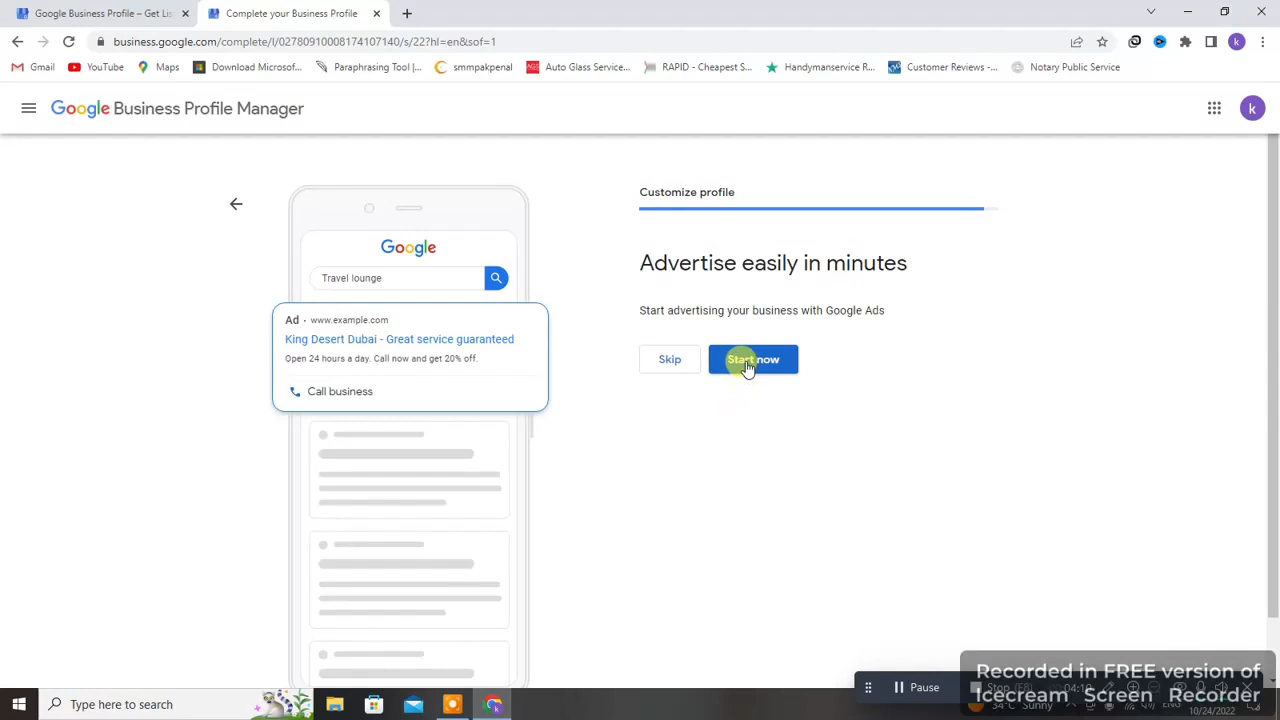 Google Business Profile – Get Lis
Complete your Business Profile
business.google.com/complete/l/02780910008174107140/s/22?hl=en&sof=1
Gmail
YouTube
Maps
Download Microsof...
Paraphrasing Tool |...
smmpakpenal
Auto Glass Service...
RAPID - Cheapest S...
Handymanservice R...
Customer Reviews -...
Notary Public Service
Google Business Profile Manager
k
Google
Travel lounge
Ad · www.example.com
King Desert Dubai - Great service guaranteed
Open 24 hours a day. Call now and get 20% off.
Call business
Customize profile
Advertise easily in minutes
Start advertising your business with Google Ads
Skip
Start now
Pause
Stop (F8)
Recorded in FREE version of
Icecream Screen Recorder
Type here to search
34°C Sunny
ENG
10/24/2022